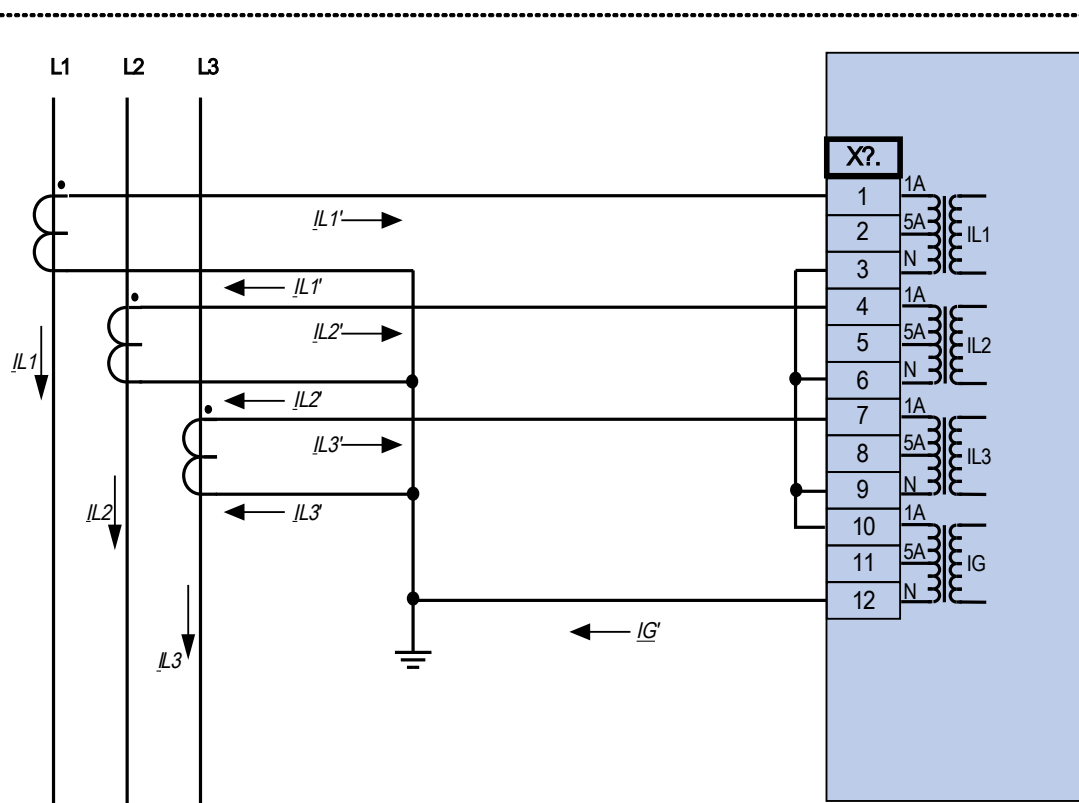 L1 L2 L3
X?.
1 1A
IL1'
2 5A IL1
3 N
IL1'
4 1A
IL2'
5 5A IL2
IL1
6 N
IL2'
7 1A
IL3'
8 5A IL3
9 N
IL2 IL3'
10 1A
11 5A IG
12 N
IG'
IL3